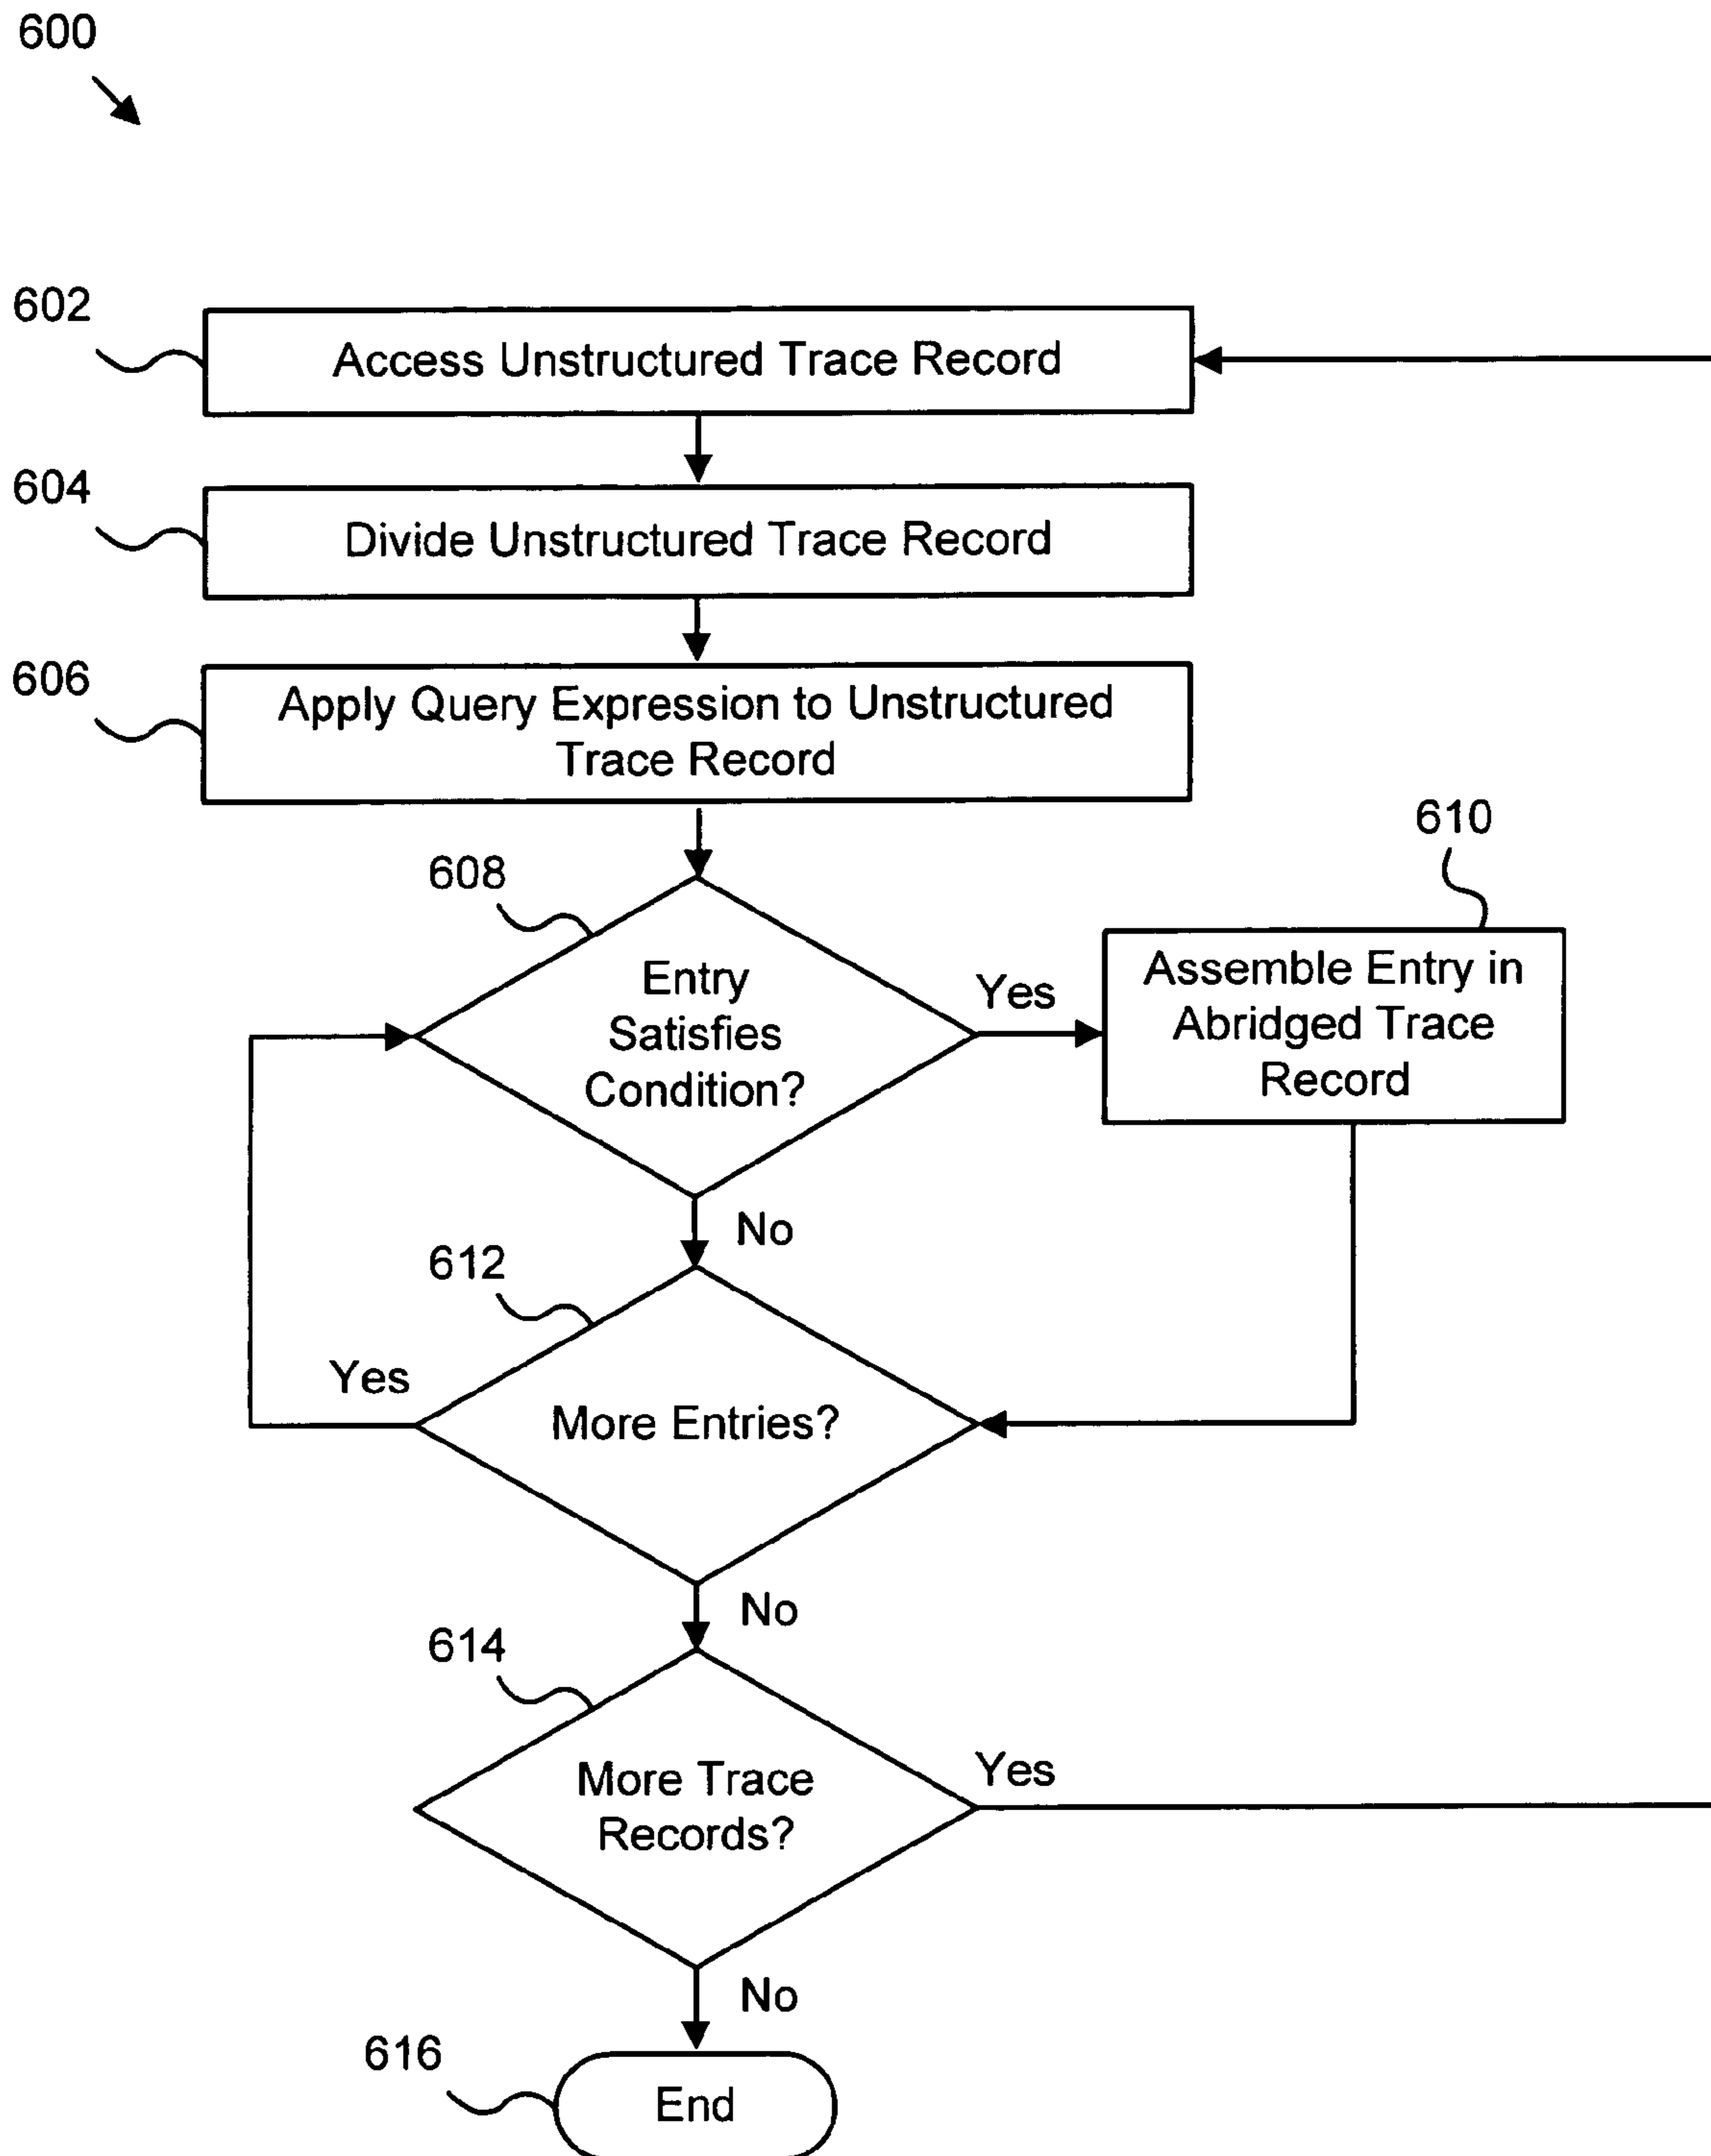 600
602
Access Unstructured Trace Record
604
Divide Unstructured Trace Record
606
Apply Query Expression to Unstructured
Trace Record
608
Entry
Satisfies
Condition?
Yes
610
Assemble Entry in
Abridged Trace
Record
No
612
Yes
More Entries?
No
614
More Trace
Records?
Yes
No
616
End